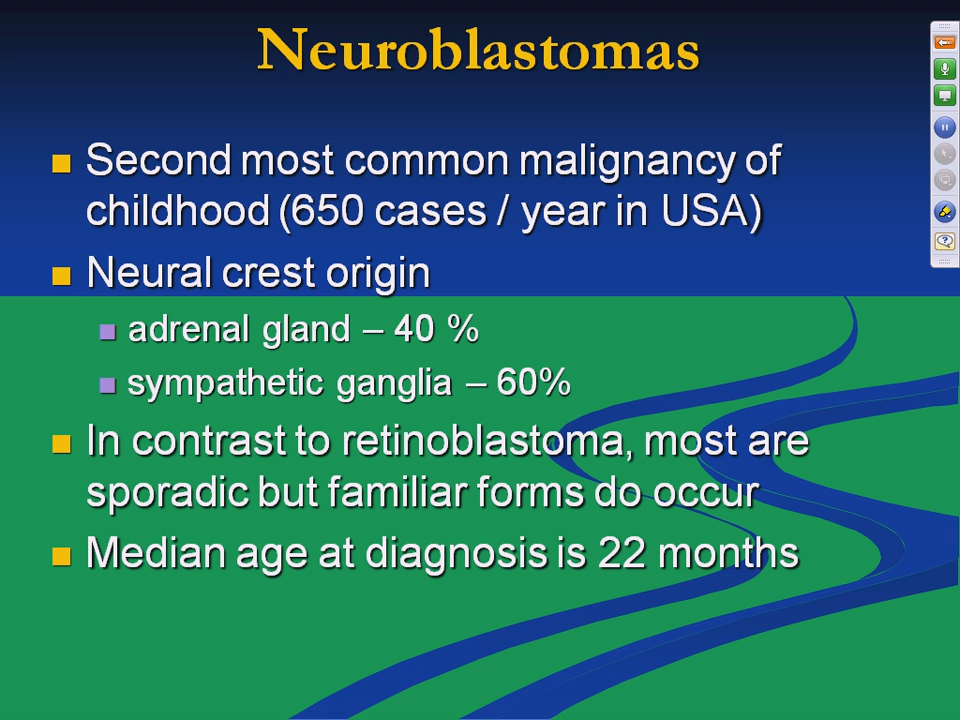 Neuroblastomas
Second most common malignancy of
childhood (650 cases / year in USA)
Neural crest origin
adrenal gland – 40 %
sympathetic ganglia – 60%
In contrast to retinoblastoma, most are
sporadic but familiar forms do occur
Median age at diagnosis is 22 months